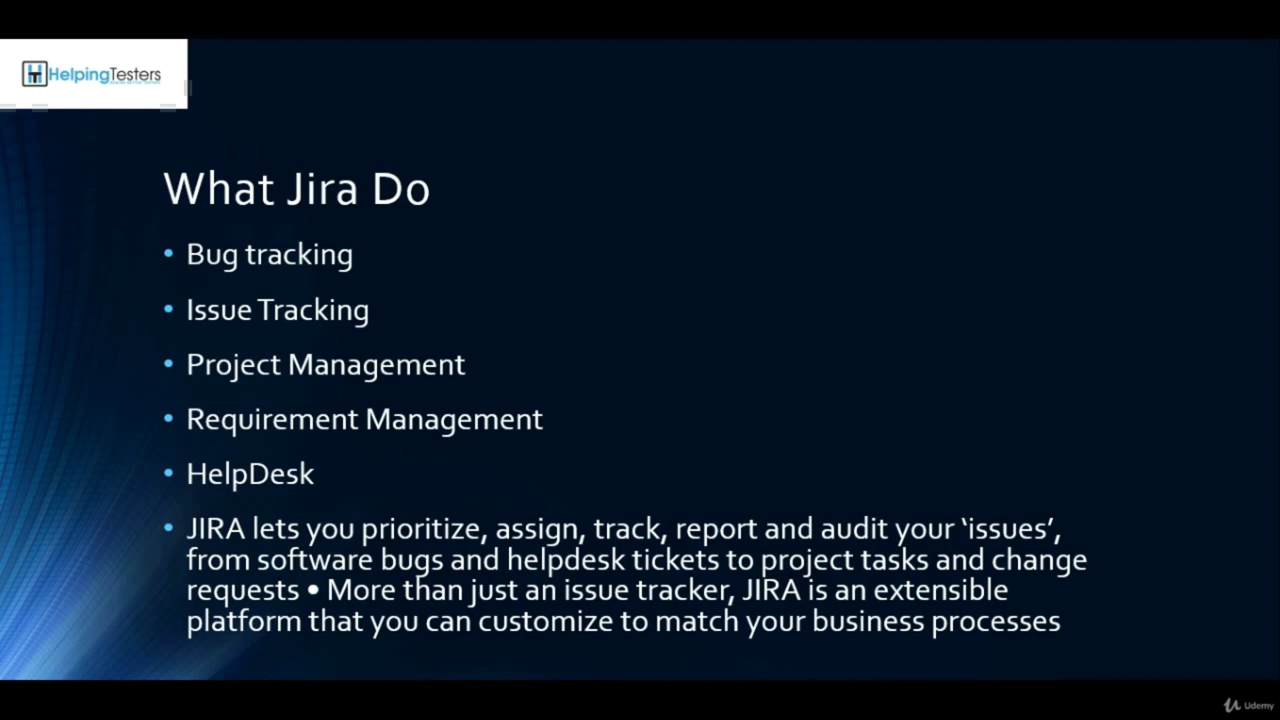 HelpingTesters
What Jira Do
• Bug tracking
• Issue Tracking
• Project Management
• Requirement Management
• HelpDesk
• JIRA lets you prioritize, assign, track, report and audit your ‘issues’,
from software bugs and helpdesk tickets to project tasks and change
requests • More than just an issue tracker, JIRA is an extensible
platform that you can customize to match your business processes
Udemy